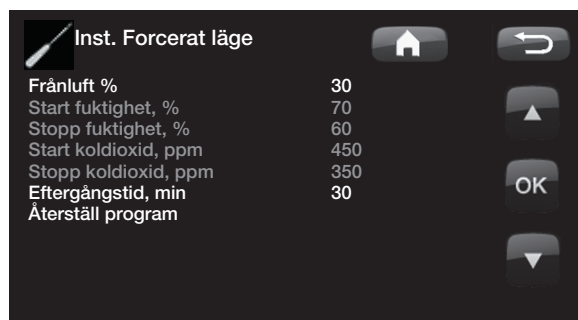 Inst. Forcerat läge
Frånluft % 30
Start fuktighet, % 70
Stopp fuktighet, % 60
Start koldioxid, ppm 450
Stopp koldioxid, ppm 350
Eftergångstid, min 30
Återställ program
OK